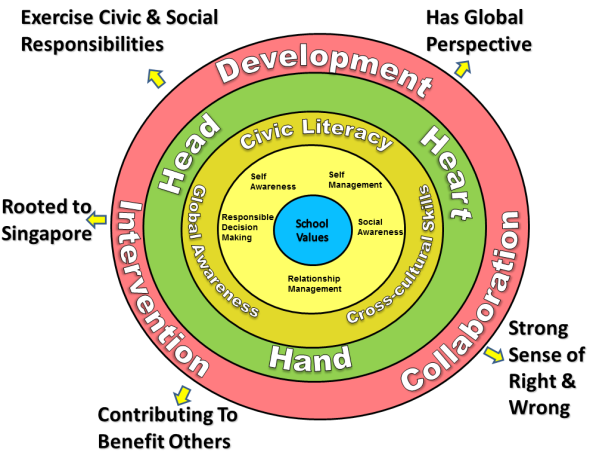 Exercise Civic & Social
Responsibilities
Has Global
Perspective
Development
Head
Heart
Civic Literacy
Self
Awareness
Self
Management
Rooted to
Singapore
Intervention
Global Awareness
Responsible
Decision
Making
School
Values
Social
Awareness
Cross-cultural Skills
Collaboration
Relationship
Management
Hand
Strong
Sense of
Right &
Wrong
Contributing To
Benefit Others